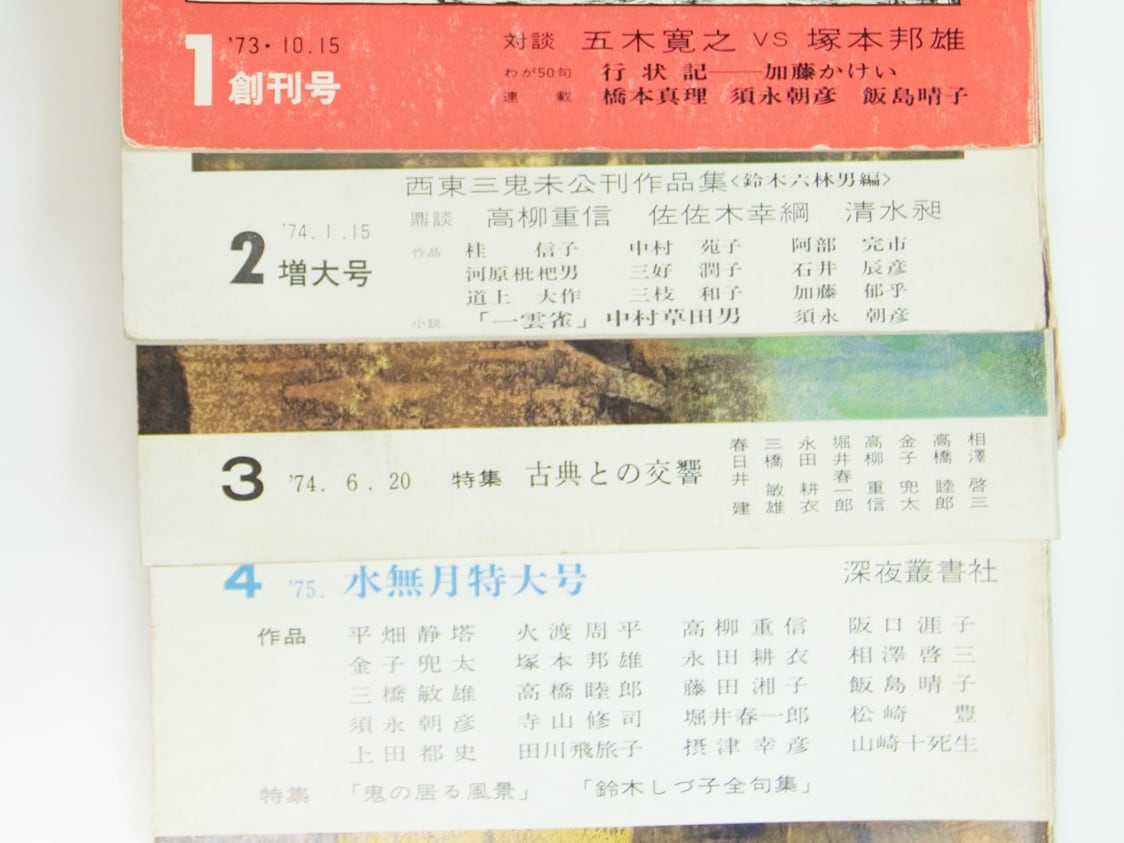 1 '73・10.15
創刊号
対談 五木寛之 VS 塚本邦雄
わが50句 行状記――加藤かけい
連載 橋本真理 須永朝彦 飯島晴子
西東三鬼未公刊作品集〈鈴木六林男編〉
鼎談 高柳重信 佐佐木幸綱 清水昶
2 '74.1.15
増大号
作品 桂信子 中村苑子 阿部完市
河原枇杷男 三好潤子 石井辰彦
道上大作 三枝和子 加藤郁乎
小説 「一雲雀」中村草田男 須永朝彦
3 '74.6.20 特集 古典との交響
相澤啓三
高橋睦郎
金子兜太
高柳重信
堀井春一郎
永田耕衣
三橋敏雄
春日井建
4 '75. 水無月特大号 深夜叢書社
作品 平畑静塔 火渡周平 高柳重信 阪口涯子
金子兜太 塚本邦雄 永田耕衣 相澤啓三
三橋敏雄 高橋睦郎 藤田湘子 飯島晴子
須永朝彦 寺山修司 堀井春一郎 松崎豊
上田都史 田川飛旅子 摂津幸彦 山崎十死生
特集 「鬼の居る風景」 「鈴木しづ子全句集」